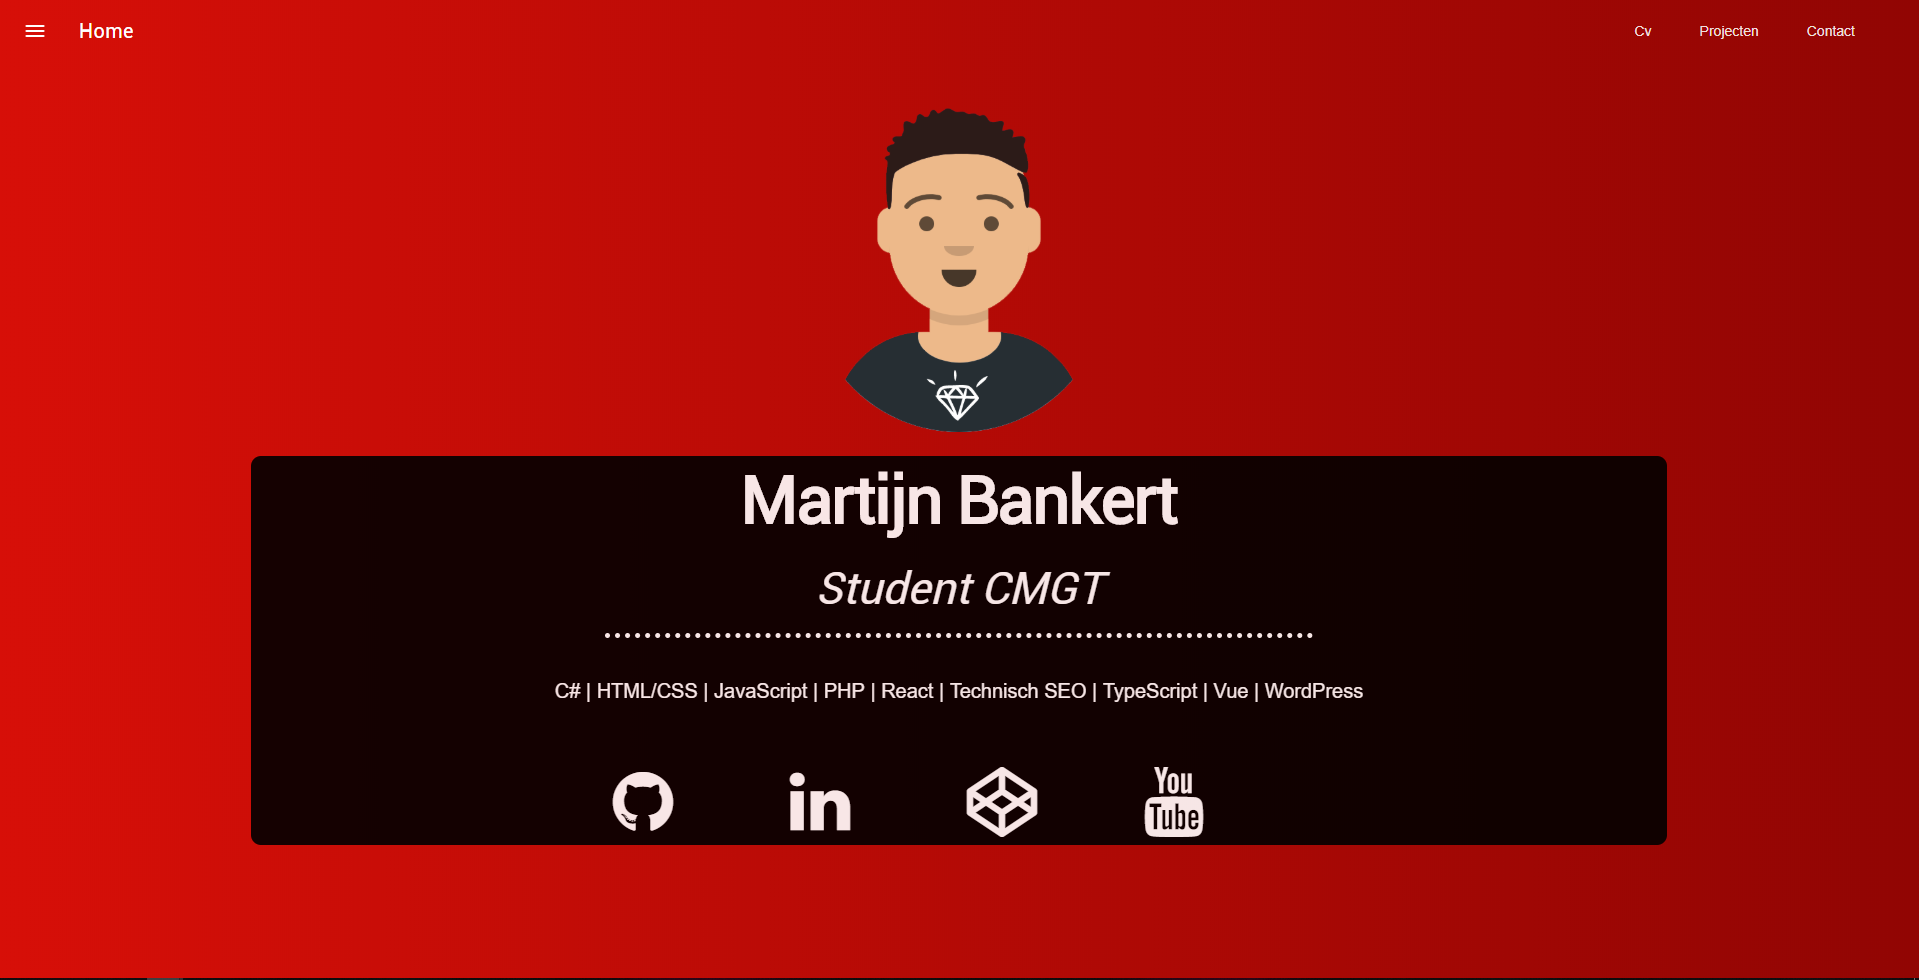 Home
Cv
Projecten
Contact
Martijn Bankert
Student CMGT
C# | HTML/CSS | JavaScript | PHP | React | Technisch SEO | TypeScript | Vue | WordPress
in
You
Tube